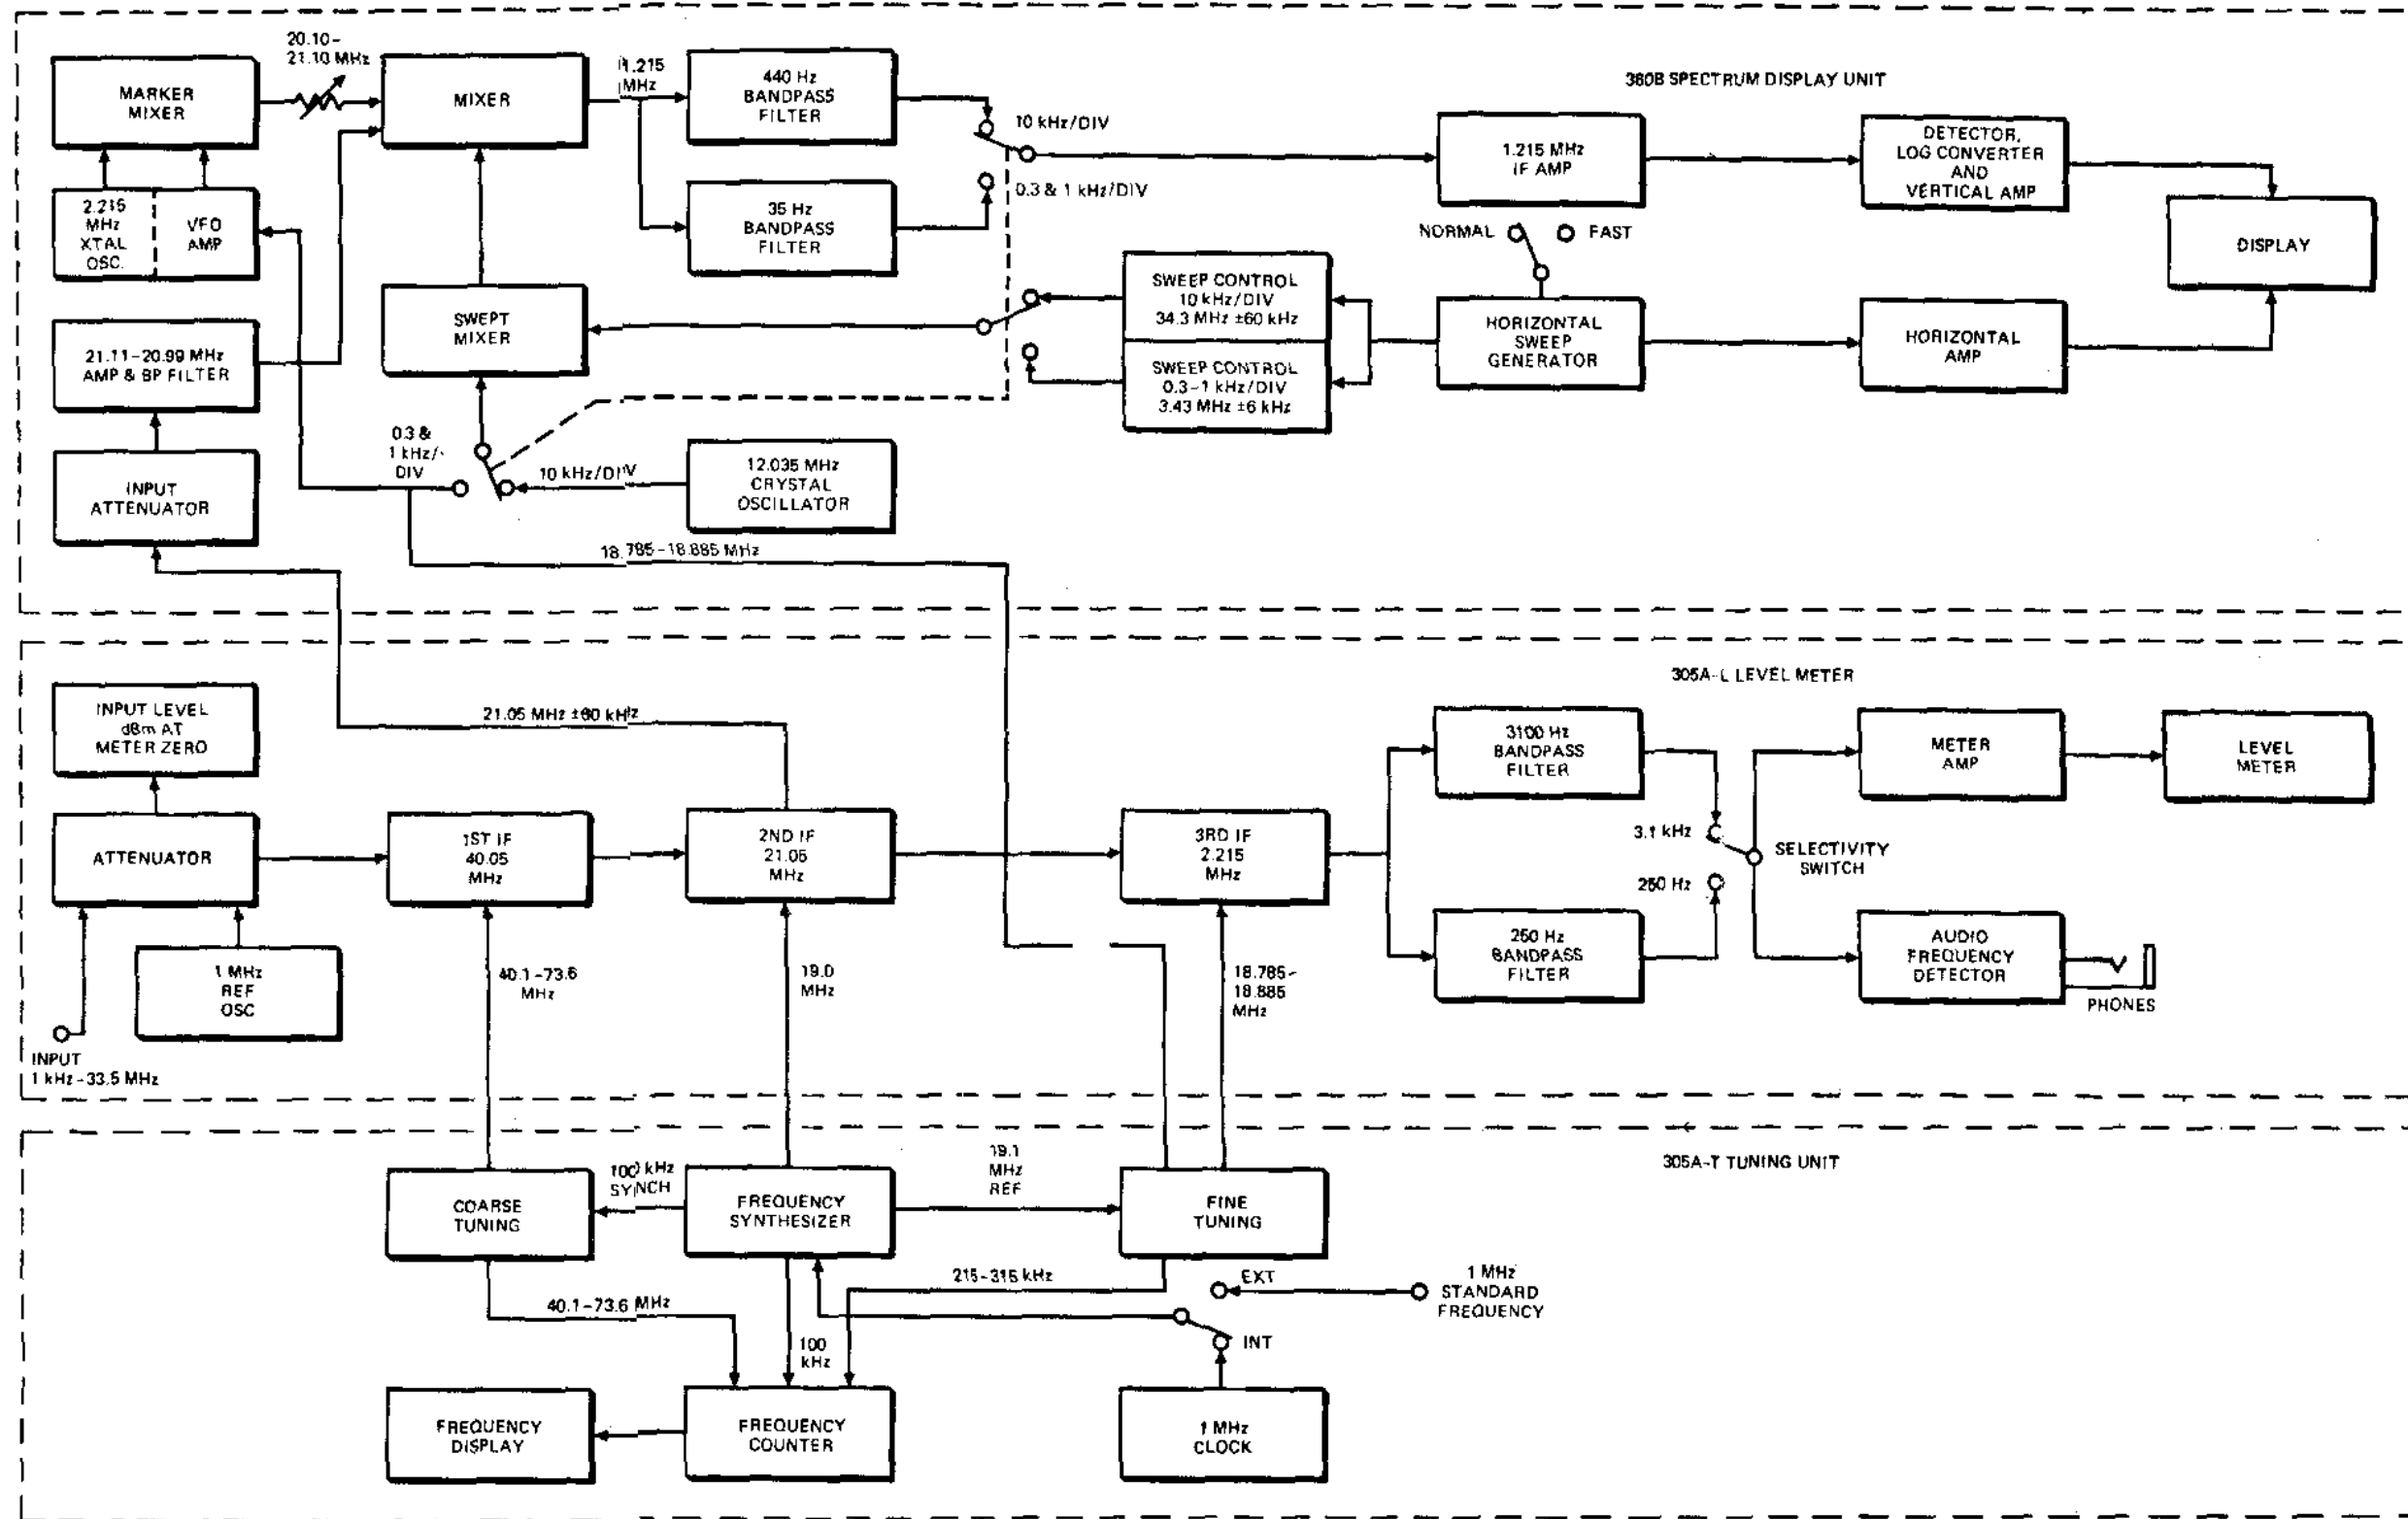 20.10-
21.10 MHz
MARKER
MIXER
MIXER
1.215
MHz
440 Hz
BANDPASS
FILTER
360B SPECTRUM DISPLAY UNIT
10 kHz/DIV
1.215 MHz
IF AMP
DETECTOR,
LOG CONVERTER
AND
VERTICAL AMP
2.215
MHz
XTAL
OSC.
VFO
AMP
35 Hz
BANDPASS
FILTER
0.3 & 1 kHz/DIV
NORMAL
FAST
DISPLAY
SWEPT
MIXER
SWEEP CONTROL
10 kHz/DIV
34.3 MHz ±60 kHz
HORIZONTAL
SWEEP
GENERATOR
HORIZONTAL
AMP
21.11-20.99 MHz
AMP & BP FILTER
SWEEP CONTROL
0.3-1 kHz/DIV
3.43 MHz ±6 kHz
0.3 &
1 kHz/-
DIV
10 kHz/DIV
12.035 MHz
CRYSTAL
OSCILLATOR
INPUT
ATTENUATOR
18.785-18.885 MHz
305A-L LEVEL METER
INPUT LEVEL
dBm AT
METER ZERO
21.05 MHz ±60 kHz
3100 Hz
BANDPASS
FILTER
METER
AMP
LEVEL
METER
ATTENUATOR
1ST IF
40.05
MHz
2ND IF
21.05
MHz
3RD IF
2.215
MHz
3.1 kHz
SELECTIVITY
SWITCH
250 Hz
1 MHz
REF
OSC
40.1-73.6
MHz
19.0
MHz
18.785-
18.885
MHz
250 Hz
BANDPASS
FILTER
AUDIO
FREQUENCY
DETECTOR
PHONES
INPUT
1 kHz-33.5 MHz
305A-T TUNING UNIT
COARSE
TUNING
100 kHz
SYNCH
FREQUENCY
SYNTHESIZER
19.1
MHz
REF
FINE
TUNING
215-315 kHz
EXT
1 MHz
STANDARD
FREQUENCY
40.1-73.6 MHz
INT
100
kHz
FREQUENCY
DISPLAY
FREQUENCY
COUNTER
1 MHz
CLOCK